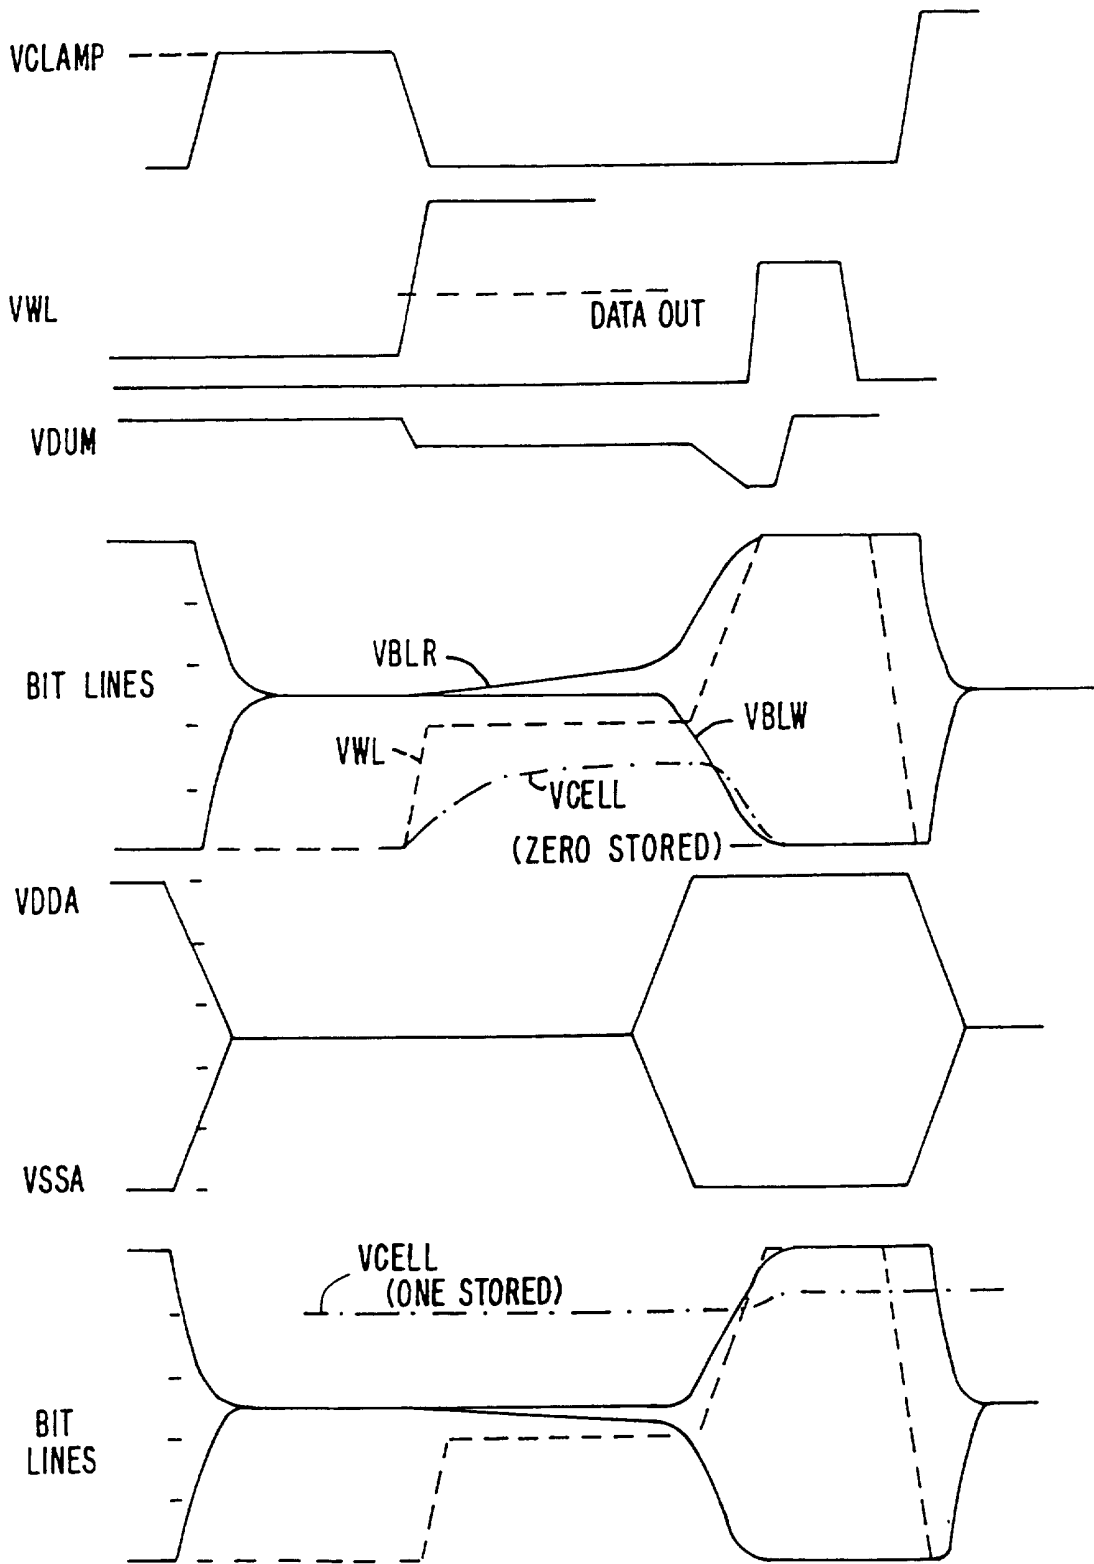 VCLAMP
VWL
DATA OUT
VDUM
VBLR
BIT LINES
VBLW
VWL
VCELL
(ZERO STORED)
VDDA
VSSA
VCELL
(ONE STORED)
BIT
LINES